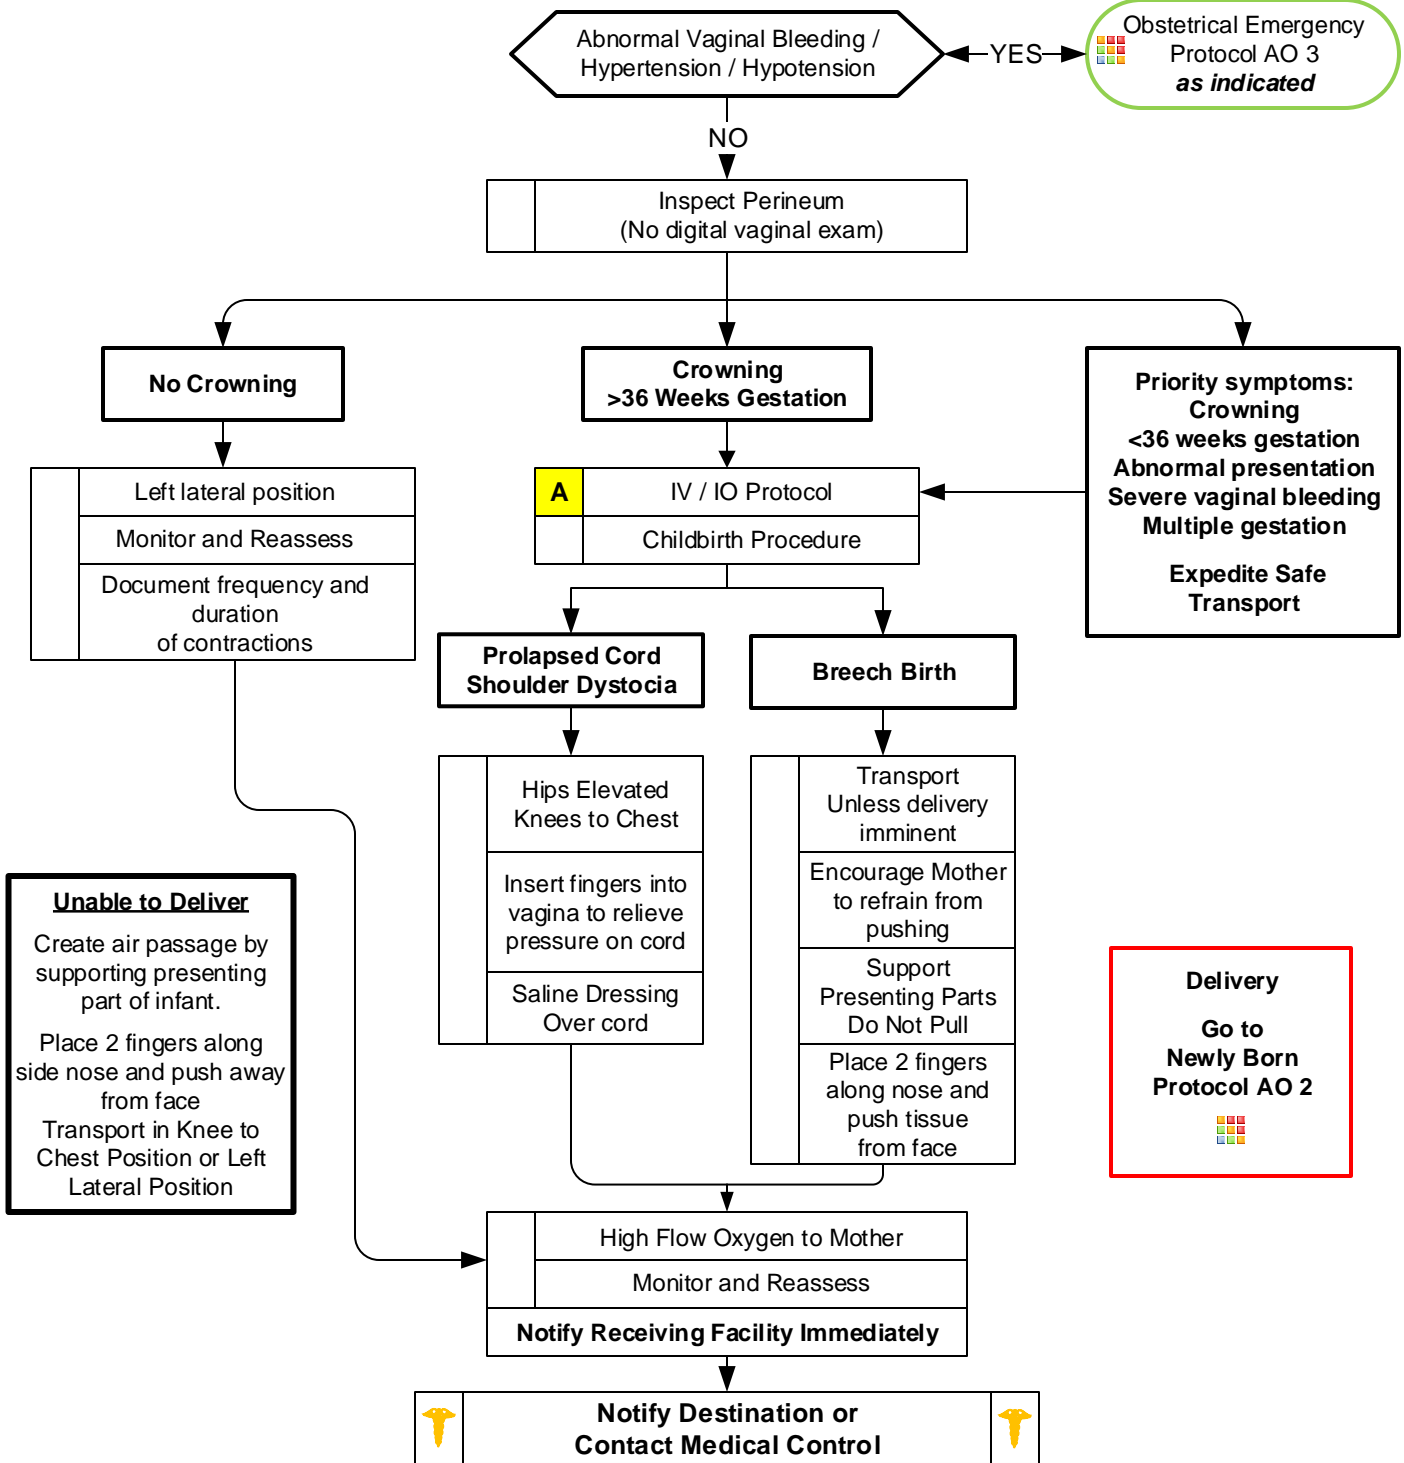 Abnormal Vaginal Bleeding /
Hypertension / Hypotension
YES
Obstetrical Emergency
Protocol AO 3
as indicated
NO
Inspect Perineum
(No digital vaginal exam)
No Crowning
Crowning
>36 Weeks Gestation
Priority symptoms:
Crowning
<36 weeks gestation
Abnormal presentation
Severe vaginal bleeding
Multiple gestation
Expedite Safe
Transport
Left lateral position
Monitor and Reassess
Document frequency and
duration
of contractions
A
IV / IO Protocol
Childbirth Procedure
Prolapsed Cord
Shoulder Dystocia
Breech Birth
Hips Elevated
Knees to Chest
Insert fingers into
vagina to relieve
pressure on cord
Saline Dressing
Over cord
Transport
Unless delivery
imminent
Encourage Mother
to refrain from
pushing
Support
Presenting Parts
Do Not Pull
Place 2 fingers
along nose and
push tissue
from face
Unable to Deliver
Create air passage by
supporting presenting
part of infant.
Place 2 fingers along
side nose and push away
from face
Transport in Knee to
Chest Position or Left
Lateral Position
Delivery
Go to
Newly Born
Protocol AO 2
High Flow Oxygen to Mother
Monitor and Reassess
Notify Receiving Facility Immediately
Notify Destination or
Contact Medical Control